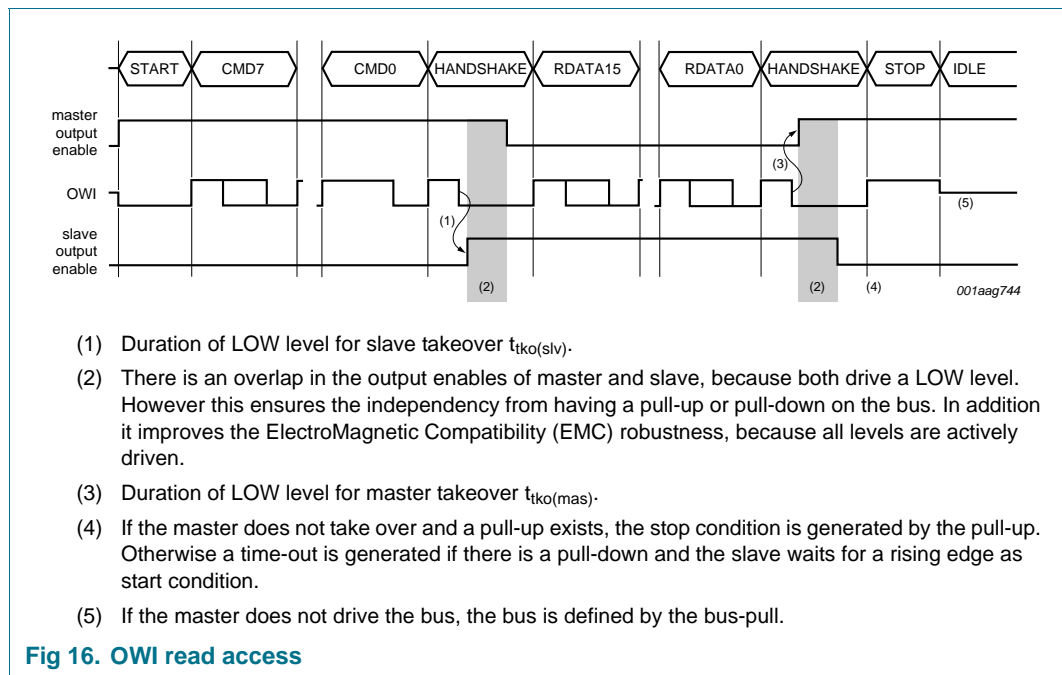 START CMD7 CMD0 HANDSHAKE RDATA15 RDATA0 HANDSHAKE STOP IDLE
master
output
enable
(3)
OWI
(1)
(5)
slave
output
enable
(2) (2) (4)
001aag744
(1) Duration of LOW level for slave takeover ttko(slv).
(2) There is an overlap in the output enables of master and slave, because both drive a LOW level.
However this ensures the independency from having a pull-up or pull-down on the bus. In addition
it improves the ElectroMagnetic Compatibility (EMC) robustness, because all levels are actively
driven.
(3) Duration of LOW level for master takeover ttko(mas).
(4) If the master does not take over and a pull-up exists, the stop condition is generated by the pull-up.
Otherwise a time-out is generated if there is a pull-down and the slave waits for a rising edge as
start condition.
(5) If the master does not drive the bus, the bus is defined by the bus-pull.
Fig 16. OWI read access